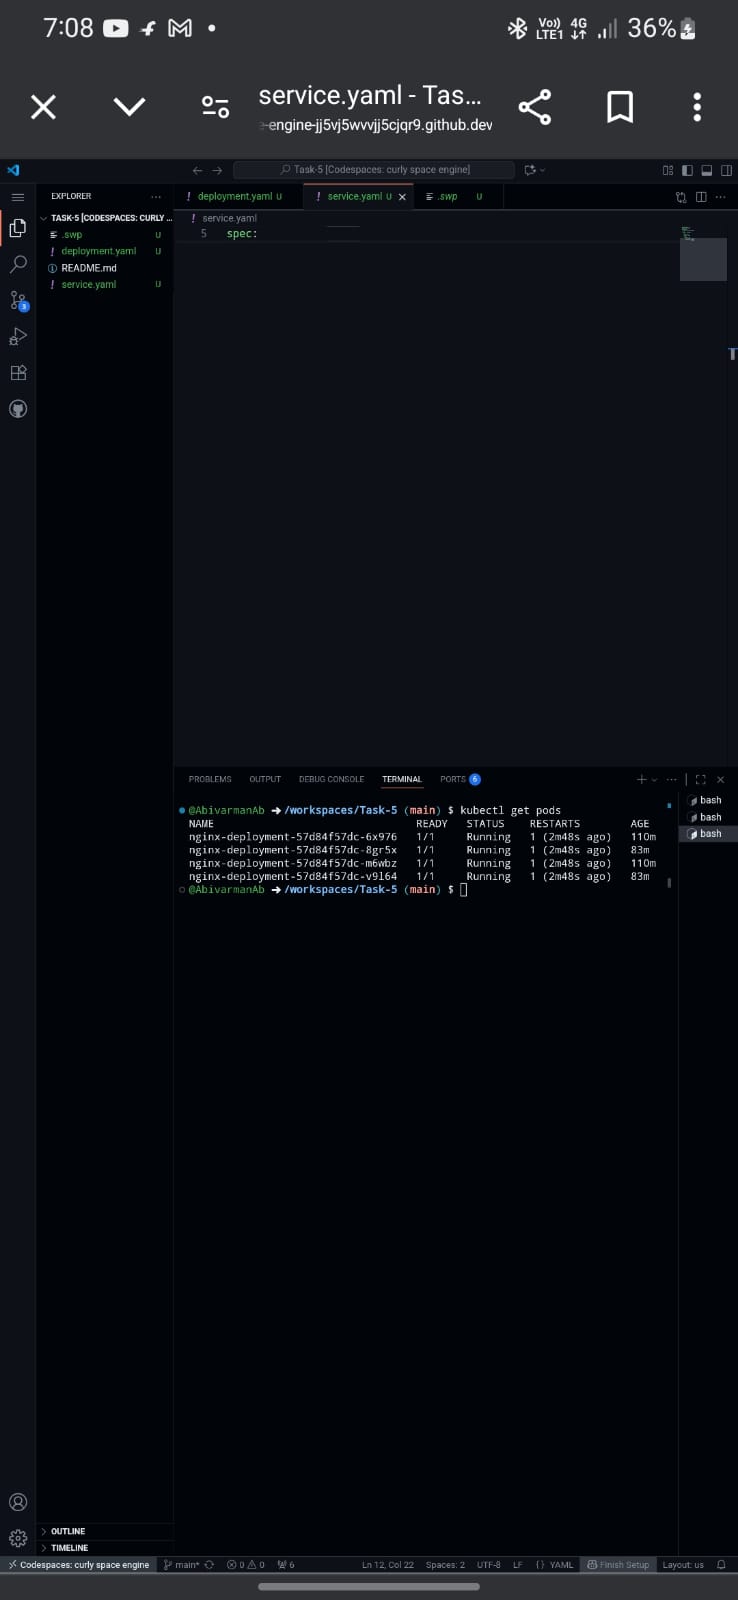 7:08
Vo)) LTE1 4G 36%
service.yaml - Tas...
-engine-jj5vj5wvvjj5cjqr9.github.dev
Task-5 [Codespaces: curly space engine]
EXPLORER ...
deployment.yaml U
service.yaml U
.swp U
TASK-5 [CODESPACES: CURLY ...
.swp U
deployment.yaml U
README.md
service.yaml U
3
service.yaml
5 spec:
PROBLEMS OUTPUT DEBUG CONSOLE TERMINAL PORTS 6
bash
bash
bash
@AbivarmanAb ➜ /workspaces/Task-5 (main) $ kubectl get pods
NAME READY STATUS RESTARTS AGE
nginx-deployment-57d84f57dc-6x976 1/1 Running 1 (2m48s ago) 110m
nginx-deployment-57d84f57dc-8gr5x 1/1 Running 1 (2m48s ago) 83m
nginx-deployment-57d84f57dc-m6wbz 1/1 Running 1 (2m48s ago) 110m
nginx-deployment-57d84f57dc-v9l64 1/1 Running 1 (2m48s ago) 83m
@AbivarmanAb ➜ /workspaces/Task-5 (main) $
OUTLINE
TIMELINE
Codespaces: curly space engine main* 0 0 6 Ln 12, Col 22 Spaces: 2 UTF-8 LF {} YAML Finish Setup Layout: us